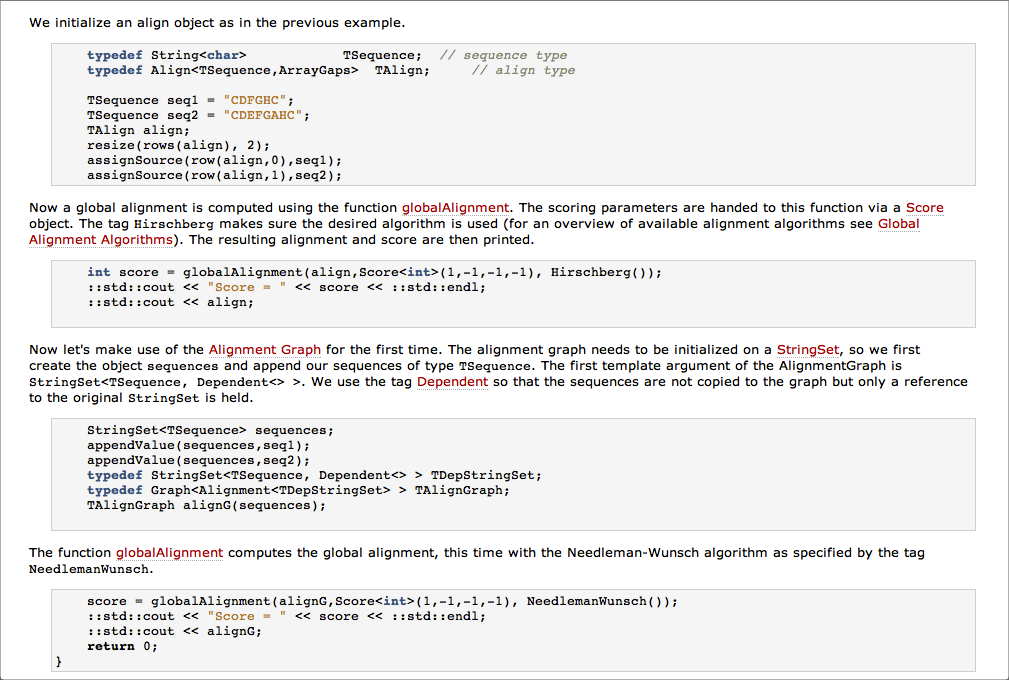 We initialize an align object as in the previous example.
typedef String<char> TSequence; // sequence type
typedef Align<TSequence,ArrayGaps> TAlign; // align type
TSequence seq1 = "CDFGHC";
TSequence seq2 = "CDEFGAHC";
TAlign align;
resize(rows(align), 2);
assignSource(row(align,0),seq1);
assignSource(row(align,1),seq2);
Now a global alignment is computed using the function globalAlignment. The scoring parameters are handed to this function via a Score
object. The tag Hirschberg makes sure the desired algorithm is used (for an overview of available alignment algorithms see Global
Alignment Algorithms). The resulting alignment and score are then printed.
int score = globalAlignment(align,Score<int>(1,-1,-1,-1), Hirschberg());
::std::cout << "Score = " << score << ::std::endl;
::std::cout << align;
Now let's make use of the Alignment Graph for the first time. The alignment graph needs to be initialized on a StringSet, so we first
create the object sequences and append our sequences of type TSequence. The first template argument of the AlignmentGraph is
StringSet<TSequence, Dependent<> >. We use the tag Dependent so that the sequences are not copied to the graph but only a reference
to the original StringSet is held.
StringSet<TSequence> sequences;
appendValue(sequences,seq1);
appendValue(sequences,seq2);
typedef StringSet<TSequence, Dependent<> > TDepStringSet;
typedef Graph<Alignment<TDepStringSet> > TAlignGraph;
TAlignGraph alignG(sequences);
The function globalAlignment computes the global alignment, this time with the Needleman-Wunsch algorithm as specified by the tag
NeedlemanWunsch.
score = globalAlignment(alignG,Score<int>(1,-1,-1,-1), NeedlemanWunsch());
::std::cout << "Score = " << score << ::std::endl;
::std::cout << alignG;
return 0;
}